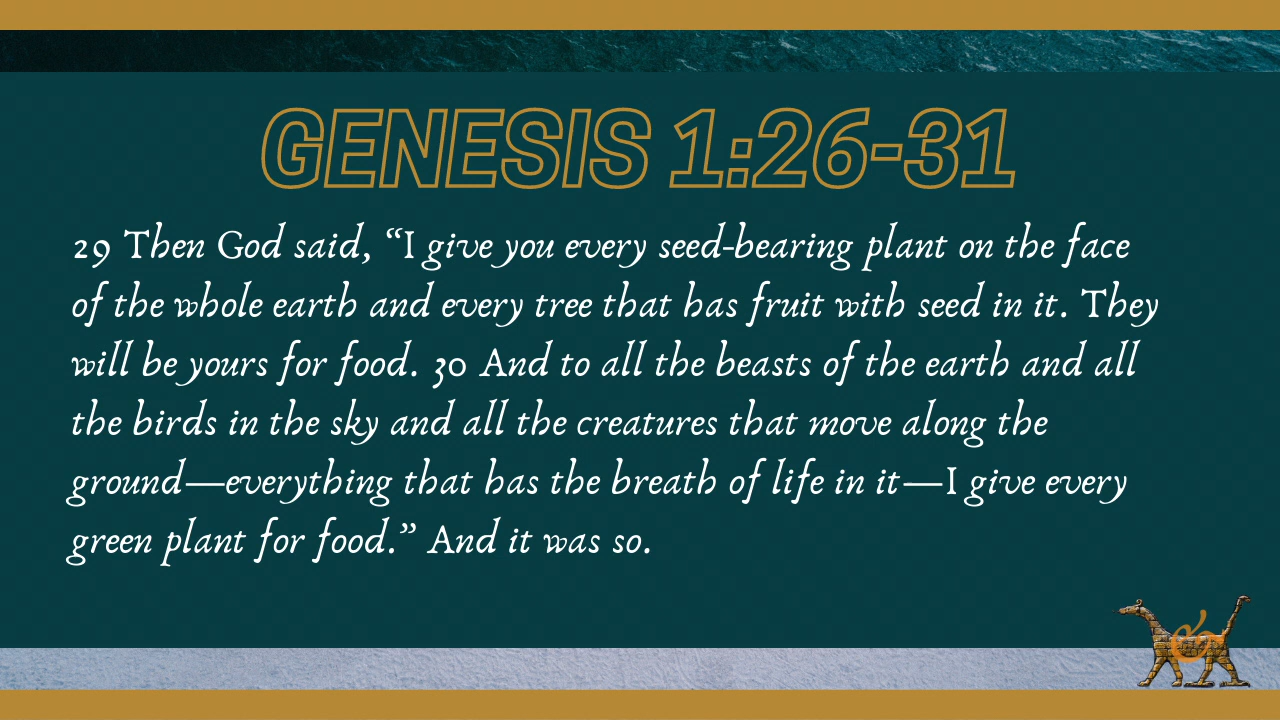 GENESIS 1:26-31
29 Then God said, “I give you every seed-bearing plant on the face
of the whole earth and every tree that has fruit with seed in it. They
will be yours for food. 30 And to all the beasts of the earth and all
the birds in the sky and all the creatures that move along the
ground—everything that has the breath of life in it—I give every
green plant for food.” And it was so.